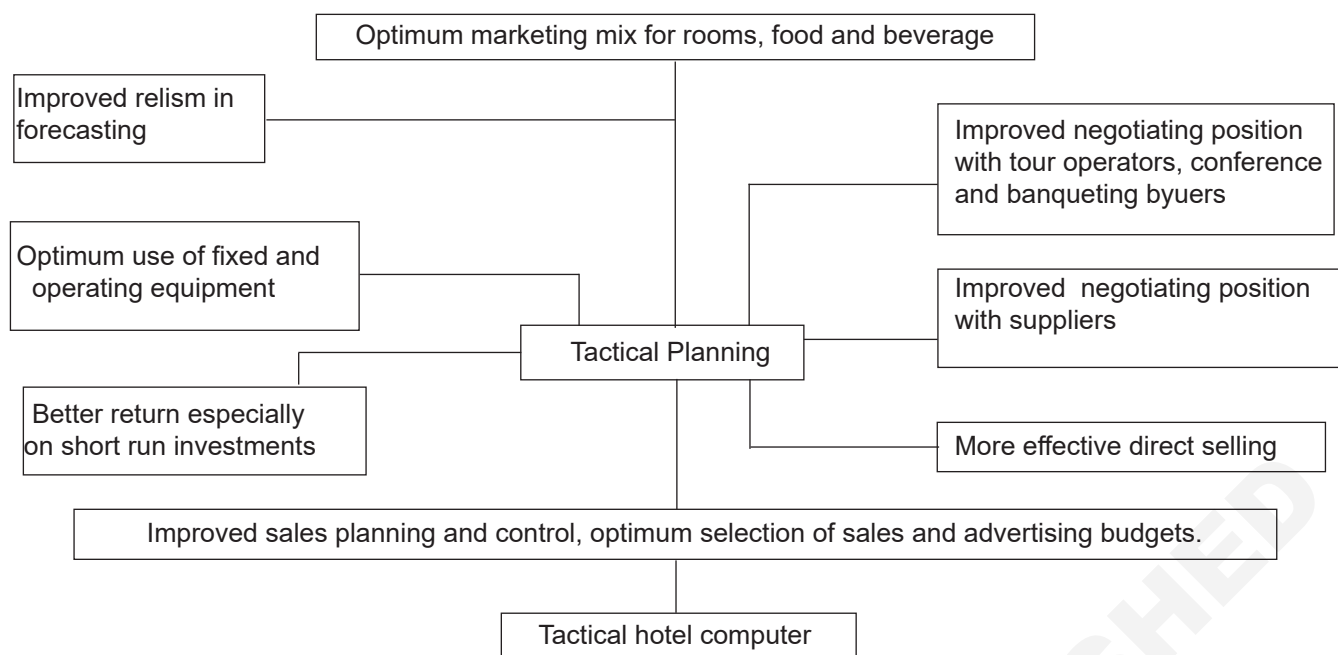 Optimum marketing mix for rooms, food and beverage
Improved relism in
forecasting
Improved negotiating position
with tour operators, conference
and banqueting byuers
Optimum use of fixed and
operating equipment
Improved negotiating position
with suppliers
Tactical Planning
Better return especially
on short run investments
More effective direct selling
Improved sales planning and control, optimum selection of sales and advertising budgets.
Tactical hotel computer
SHED